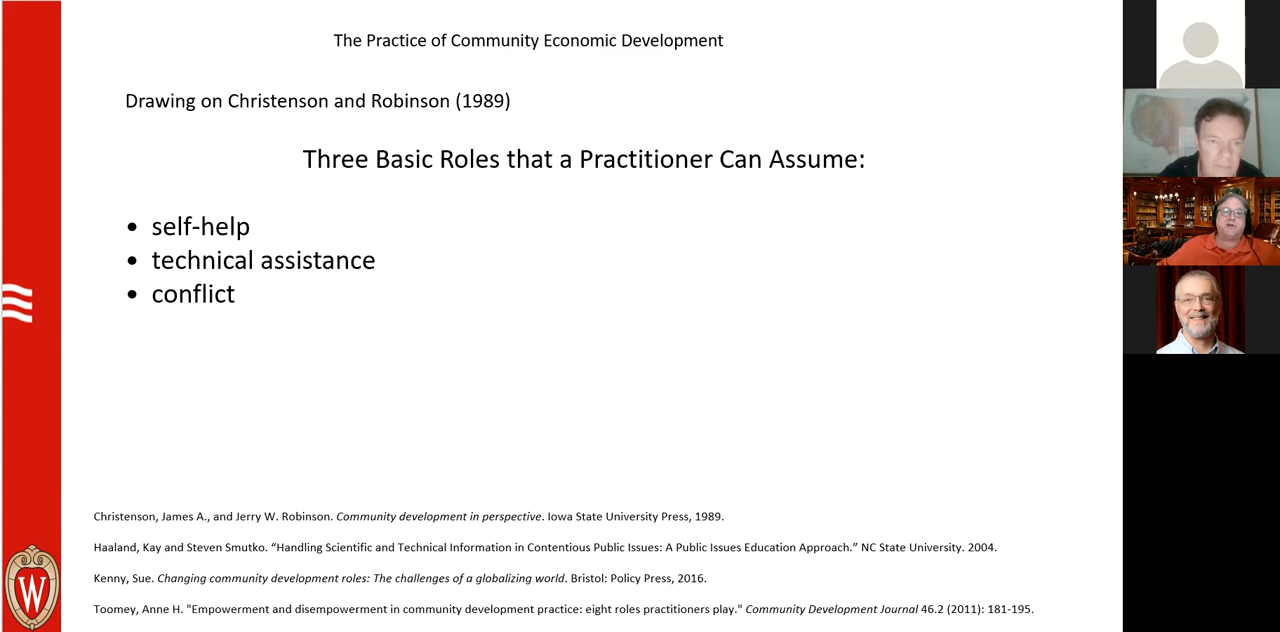 The Practice of Community Economic Development
Drawing on Christenson and Robinson (1989)
Three Basic Roles that a Practitioner Can Assume:
• self-help
• technical assistance
• conflict
Christenson, James A., and Jerry W. Robinson. Community development in perspective. Iowa State University Press, 1989.
Haaland, Kay and Steven Smutko. “Handling Scientific and Technical Information in Contentious Public Issues: A Public Issues Education Approach.” NC State University. 2004.
Kenny, Sue. Changing community development roles: The challenges of a globalizing world. Bristol: Policy Press, 2016.
Toomey, Anne H. "Empowerment and disempowerment in community development practice: eight roles practitioners play." Community Development Journal 46.2 (2011): 181-195.
W